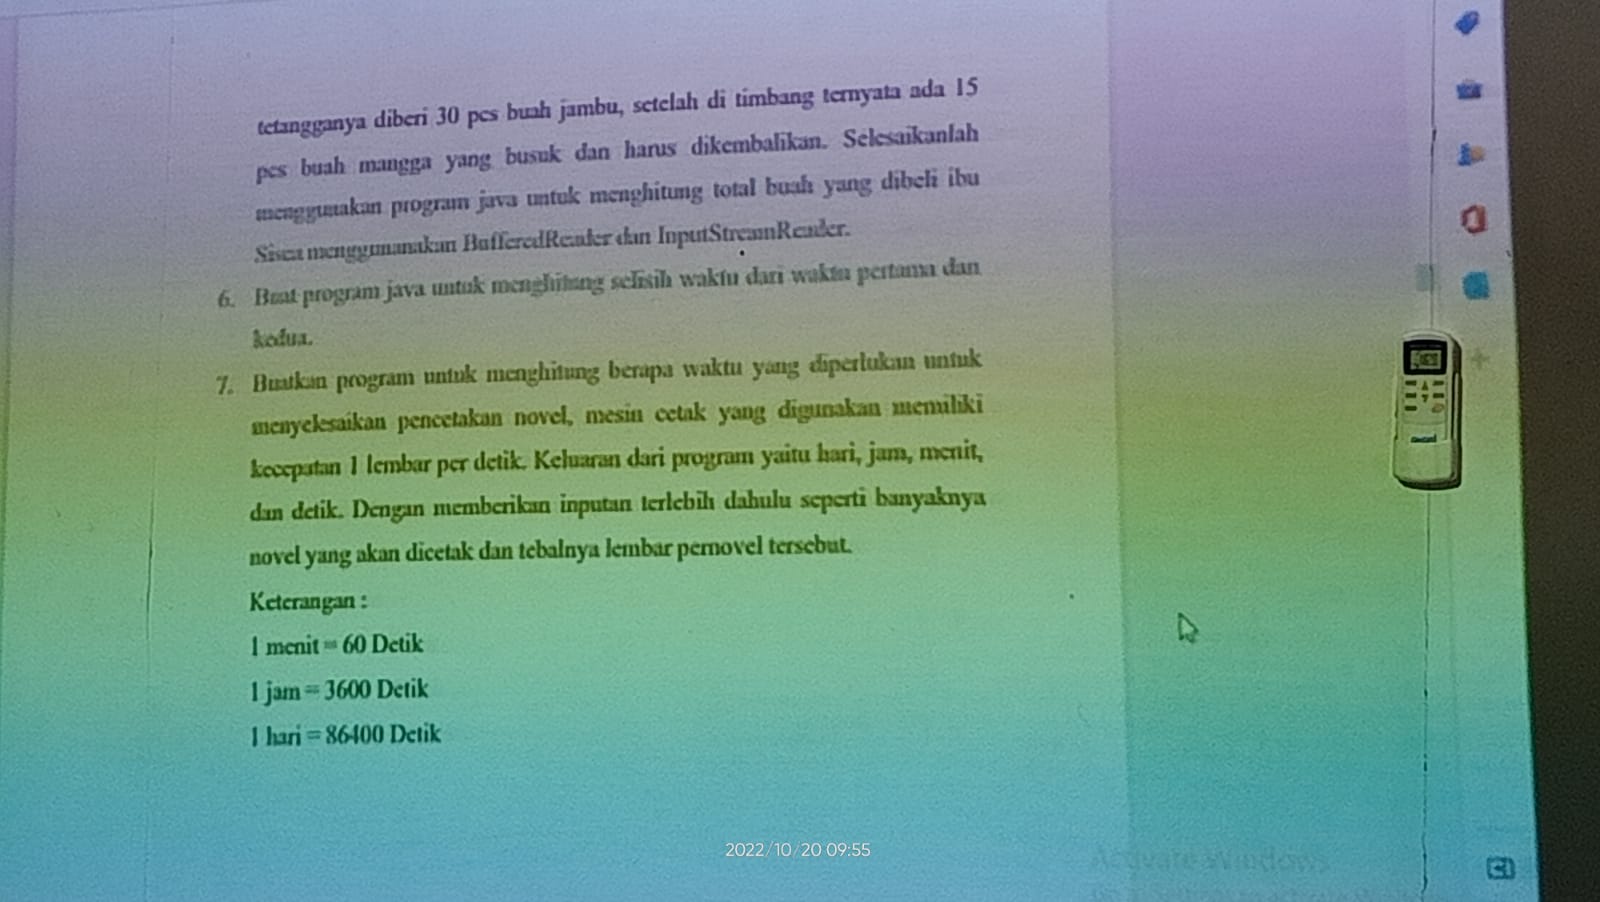 tetangganya diberi 30 pcs buah jambu, setelah di timbang ternyata ada 15
pcs buah mangga yang busuk dan harus dikembalikan. Selesaikanlah
menggunakan program java untuk menghitung total buah yang dibeli ibu
Sisca menggunanakan BufferedReader dan InputStreamReader.
6. Buat program java untuk menghitung selisih waktu dari waktu pertama dan
kedua.
7. Buatkan program untuk menghitung berapa waktu yang diperlukan untuk
menyelesaikan pencetakan novel, mesin cetak yang digunakan memiliki
kecepatan 1 lembar per detik. Keluaran dari program yaitu hari, jam, menit,
dan detik. Dengan memberikan inputan terlebih dahulu seperti banyaknya
novel yang akan dicetak dan tebalnya lembar pernovel tersebut.
Keterangan :
1 menit = 60 Detik
1 jam = 3600 Detik
1 hari = 86400 Detik
2022/10/20 09:55
Activate Windows